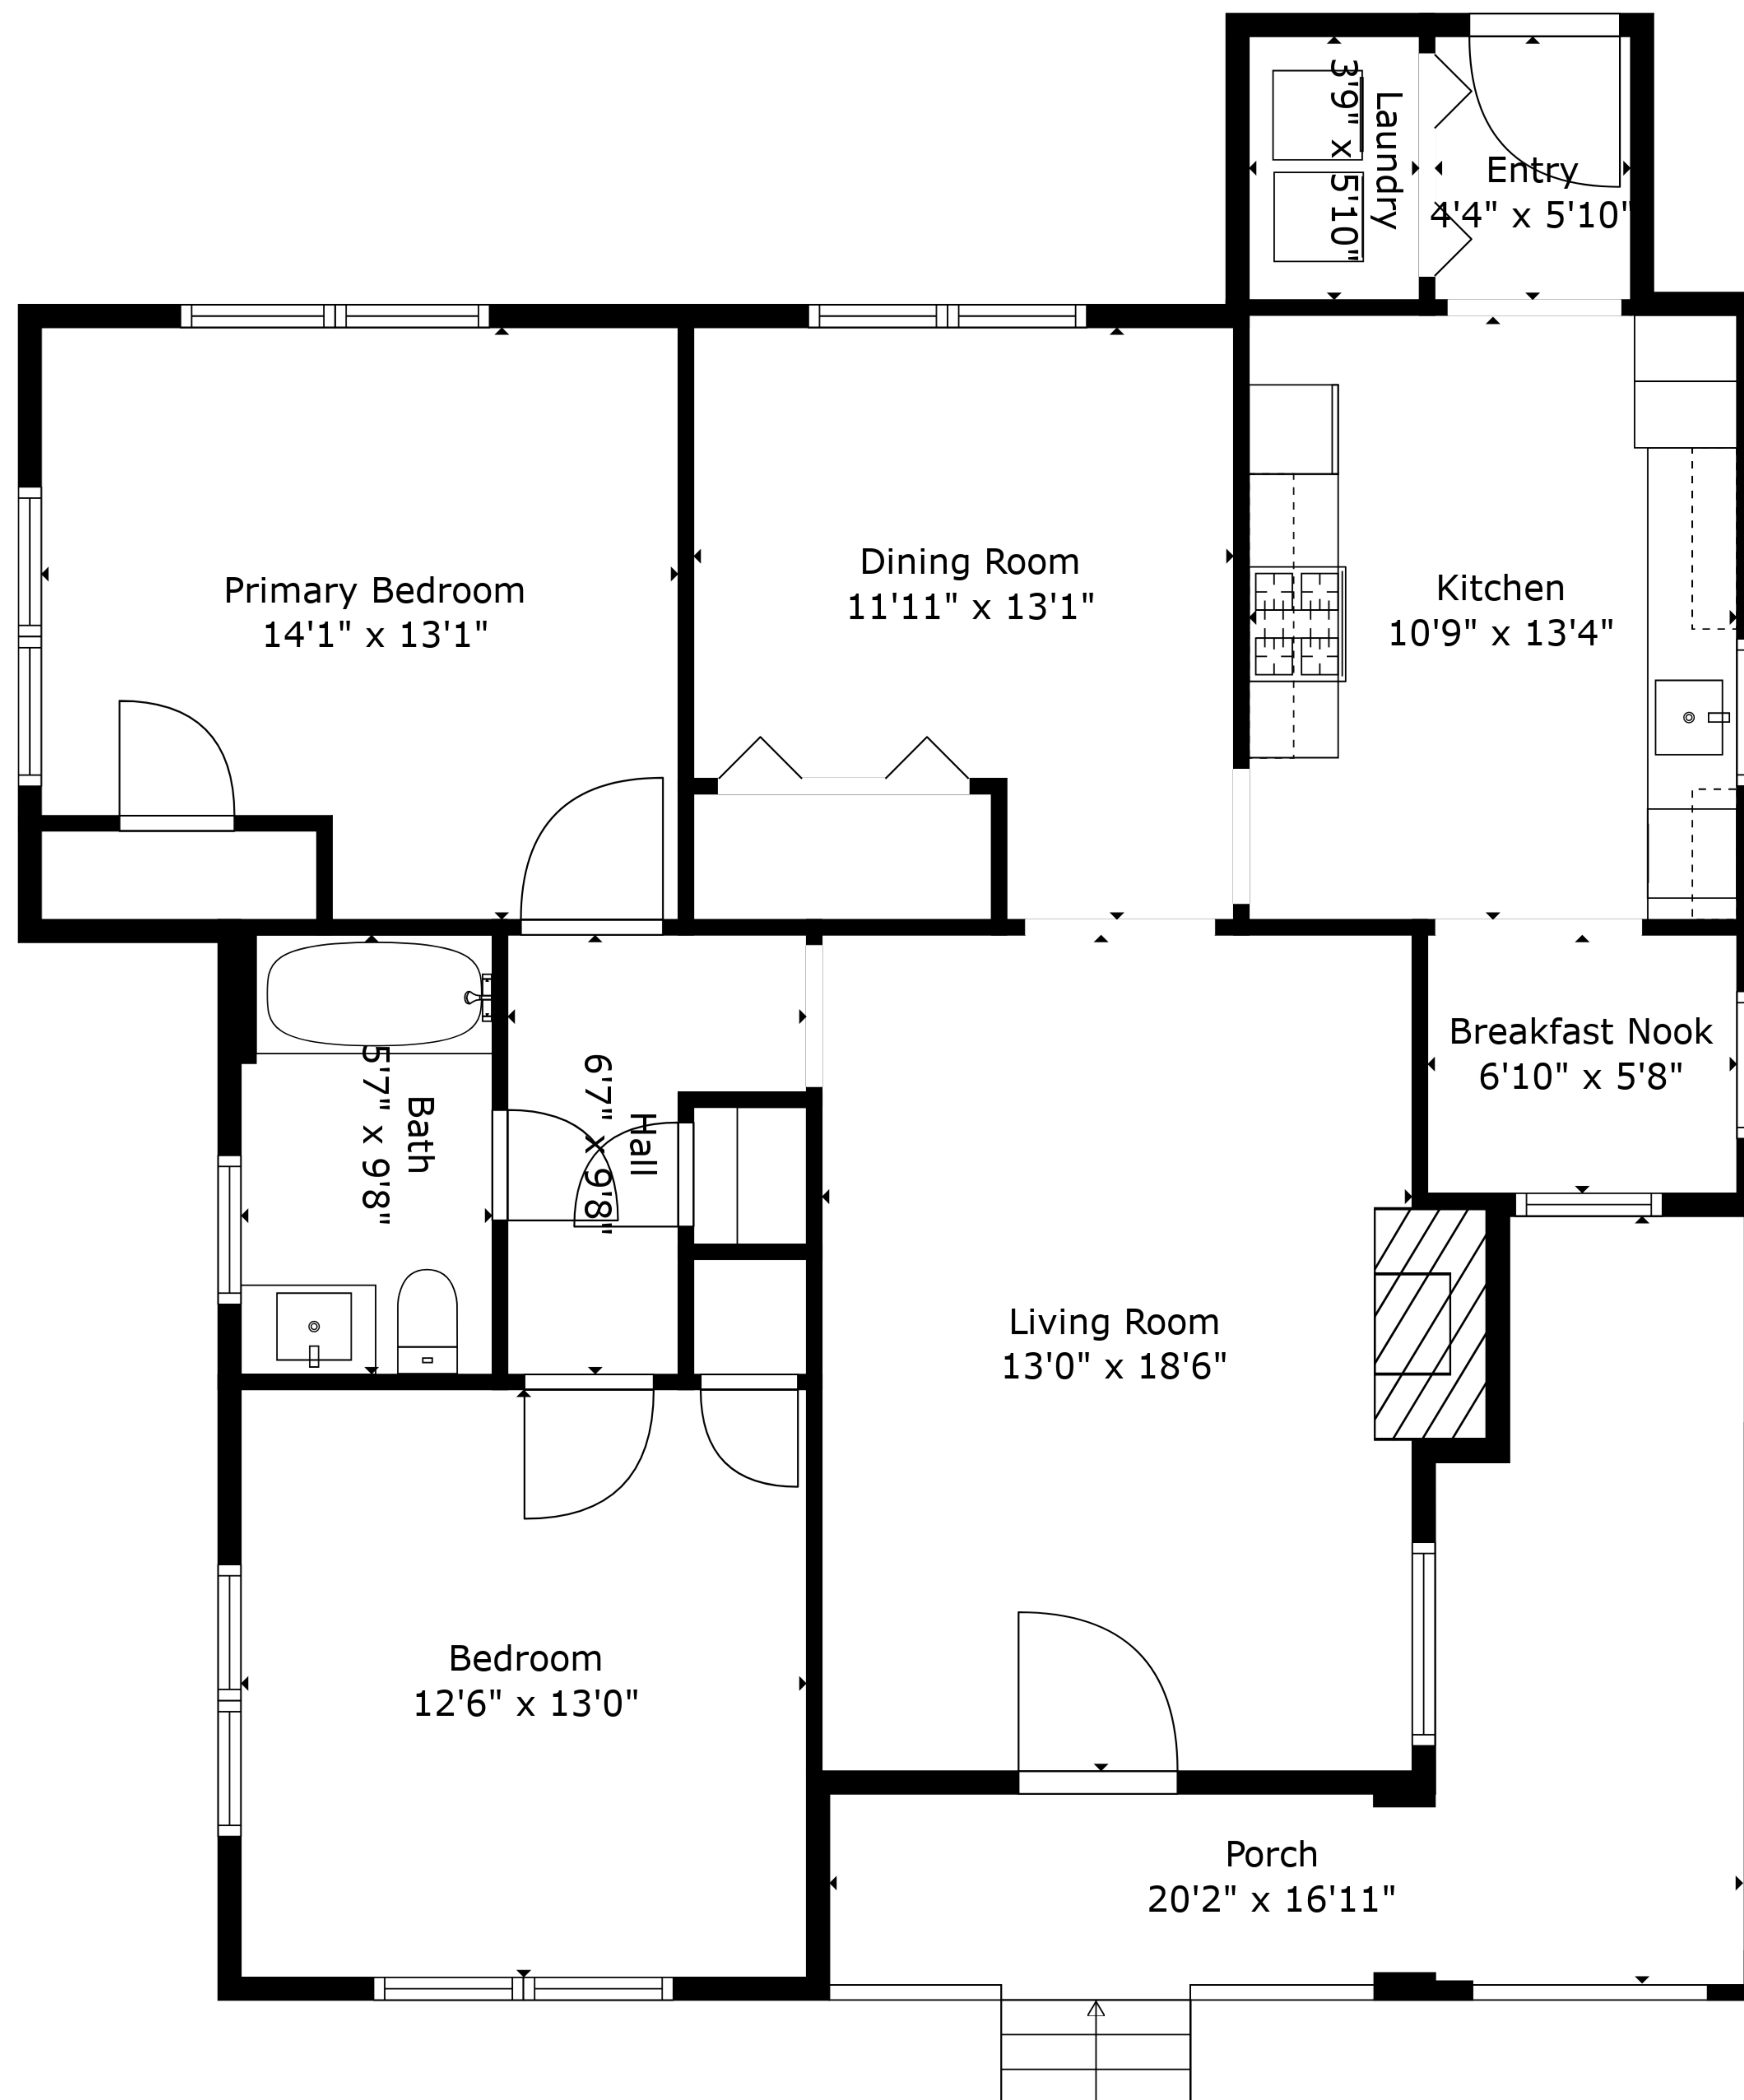 Laundry
3'9" x 5'10"
Entry
4'4" x 5'10"
Primary Bedroom
14'1" x 13'1"
Dining Room
11'11" x 13'1"
Kitchen
10'9" x 13'4"
Bath
5'7" x 9'8"
Hall
6'7" x 9'8"
Breakfast Nook
6'10" x 5'8"
Living Room
13'0" x 18'6"
Bedroom
12'6" x 13'0"
Porch
20'2" x 16'11"